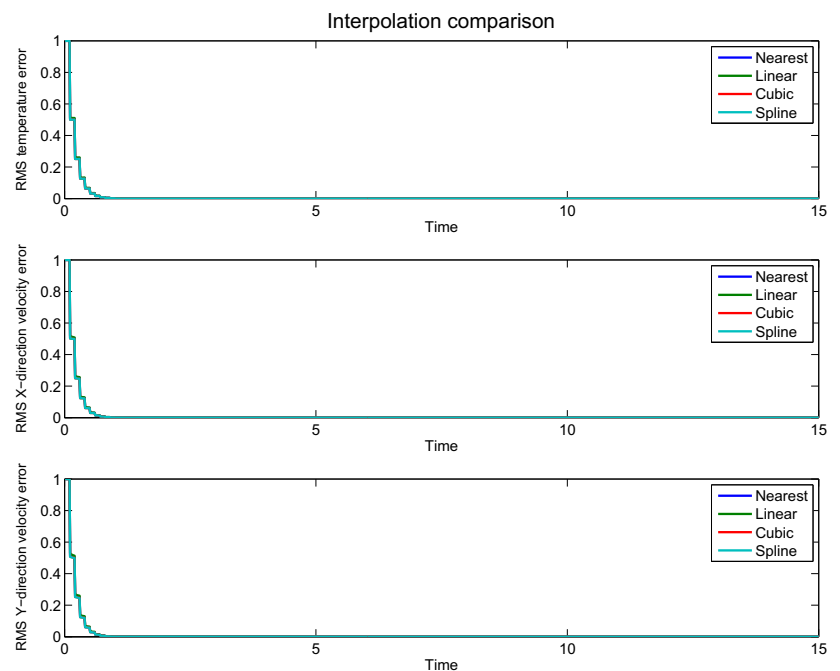 Interpolation comparison
RMS temperature error
1
0.8
0.6
0.4
0.2
0
0
5
10
15
Time
Nearest
Linear
Cubic
Spline
RMS X-direction velocity error
1
0.8
0.6
0.4
0.2
0
0
5
10
15
Time
Nearest
Linear
Cubic
Spline
RMS Y-direction velocity error
1
0.8
0.6
0.4
0.2
0
0
5
10
15
Time
Nearest
Linear
Cubic
Spline